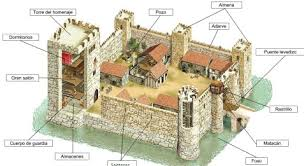 Torre del homenaje
Pozo
Almena
Dormitorios
Adarve
Puente levadizo
Gran salón
Rastrillo
Cuerpo de guardia
Matacán
Almacenes
Foso